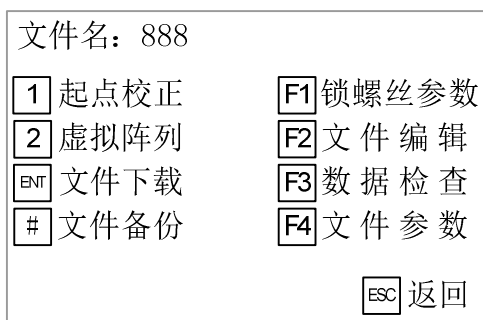 文件名：888
1 起点校正 F1 锁螺丝参数
2 虚拟阵列 F2 文件编辑
ENT 文件下载 F3 数据检查
# 文件备份 F4 文件参数
ESC 返回